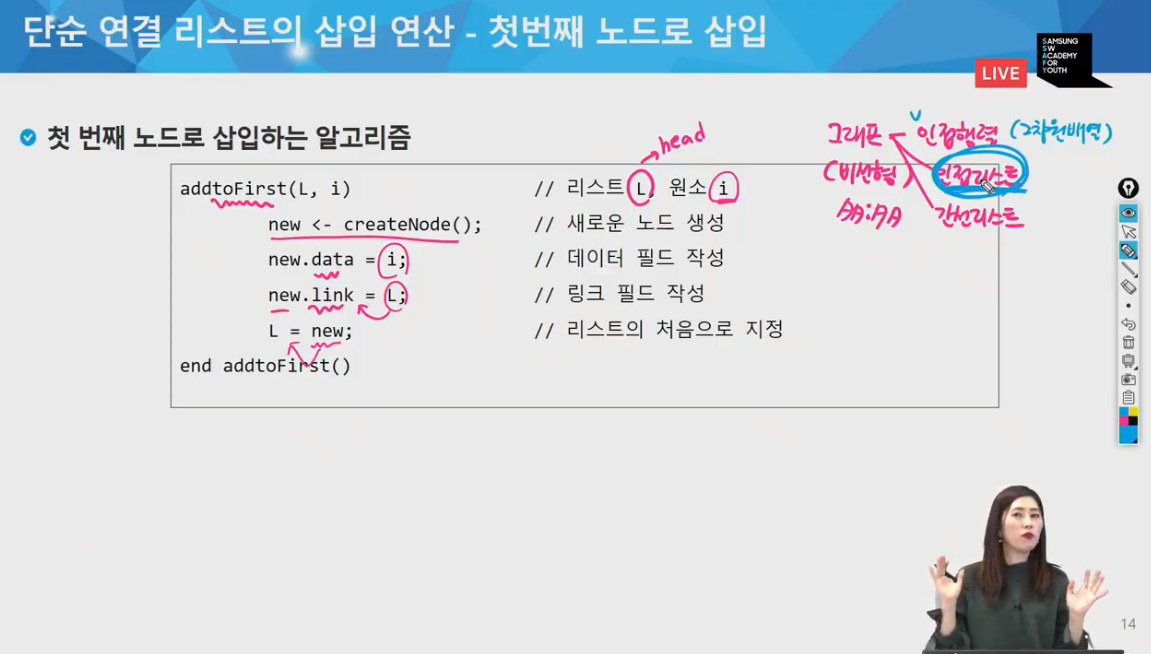 단순 연결 리스트의 삽입 연산 - 첫번째 노드로 삽입
SAMSUNG
SW
ACADEMY
FOR
YOUTH
LIVE
첫 번째 노드로 삽입하는 알고리즘
head
그래프
인접행렬 (2차원배열)
(비선형)
인접리스트
간선리스트
addtoFirst(L, i) // 리스트 L, 원소 i
new <- createNode(); // 새로운 노드 생성
new.data = i; // 데이터 필드 작성
new.link = L; // 링크 필드 작성
L = new; // 리스트의 처음으로 지정
end addtoFirst()
14